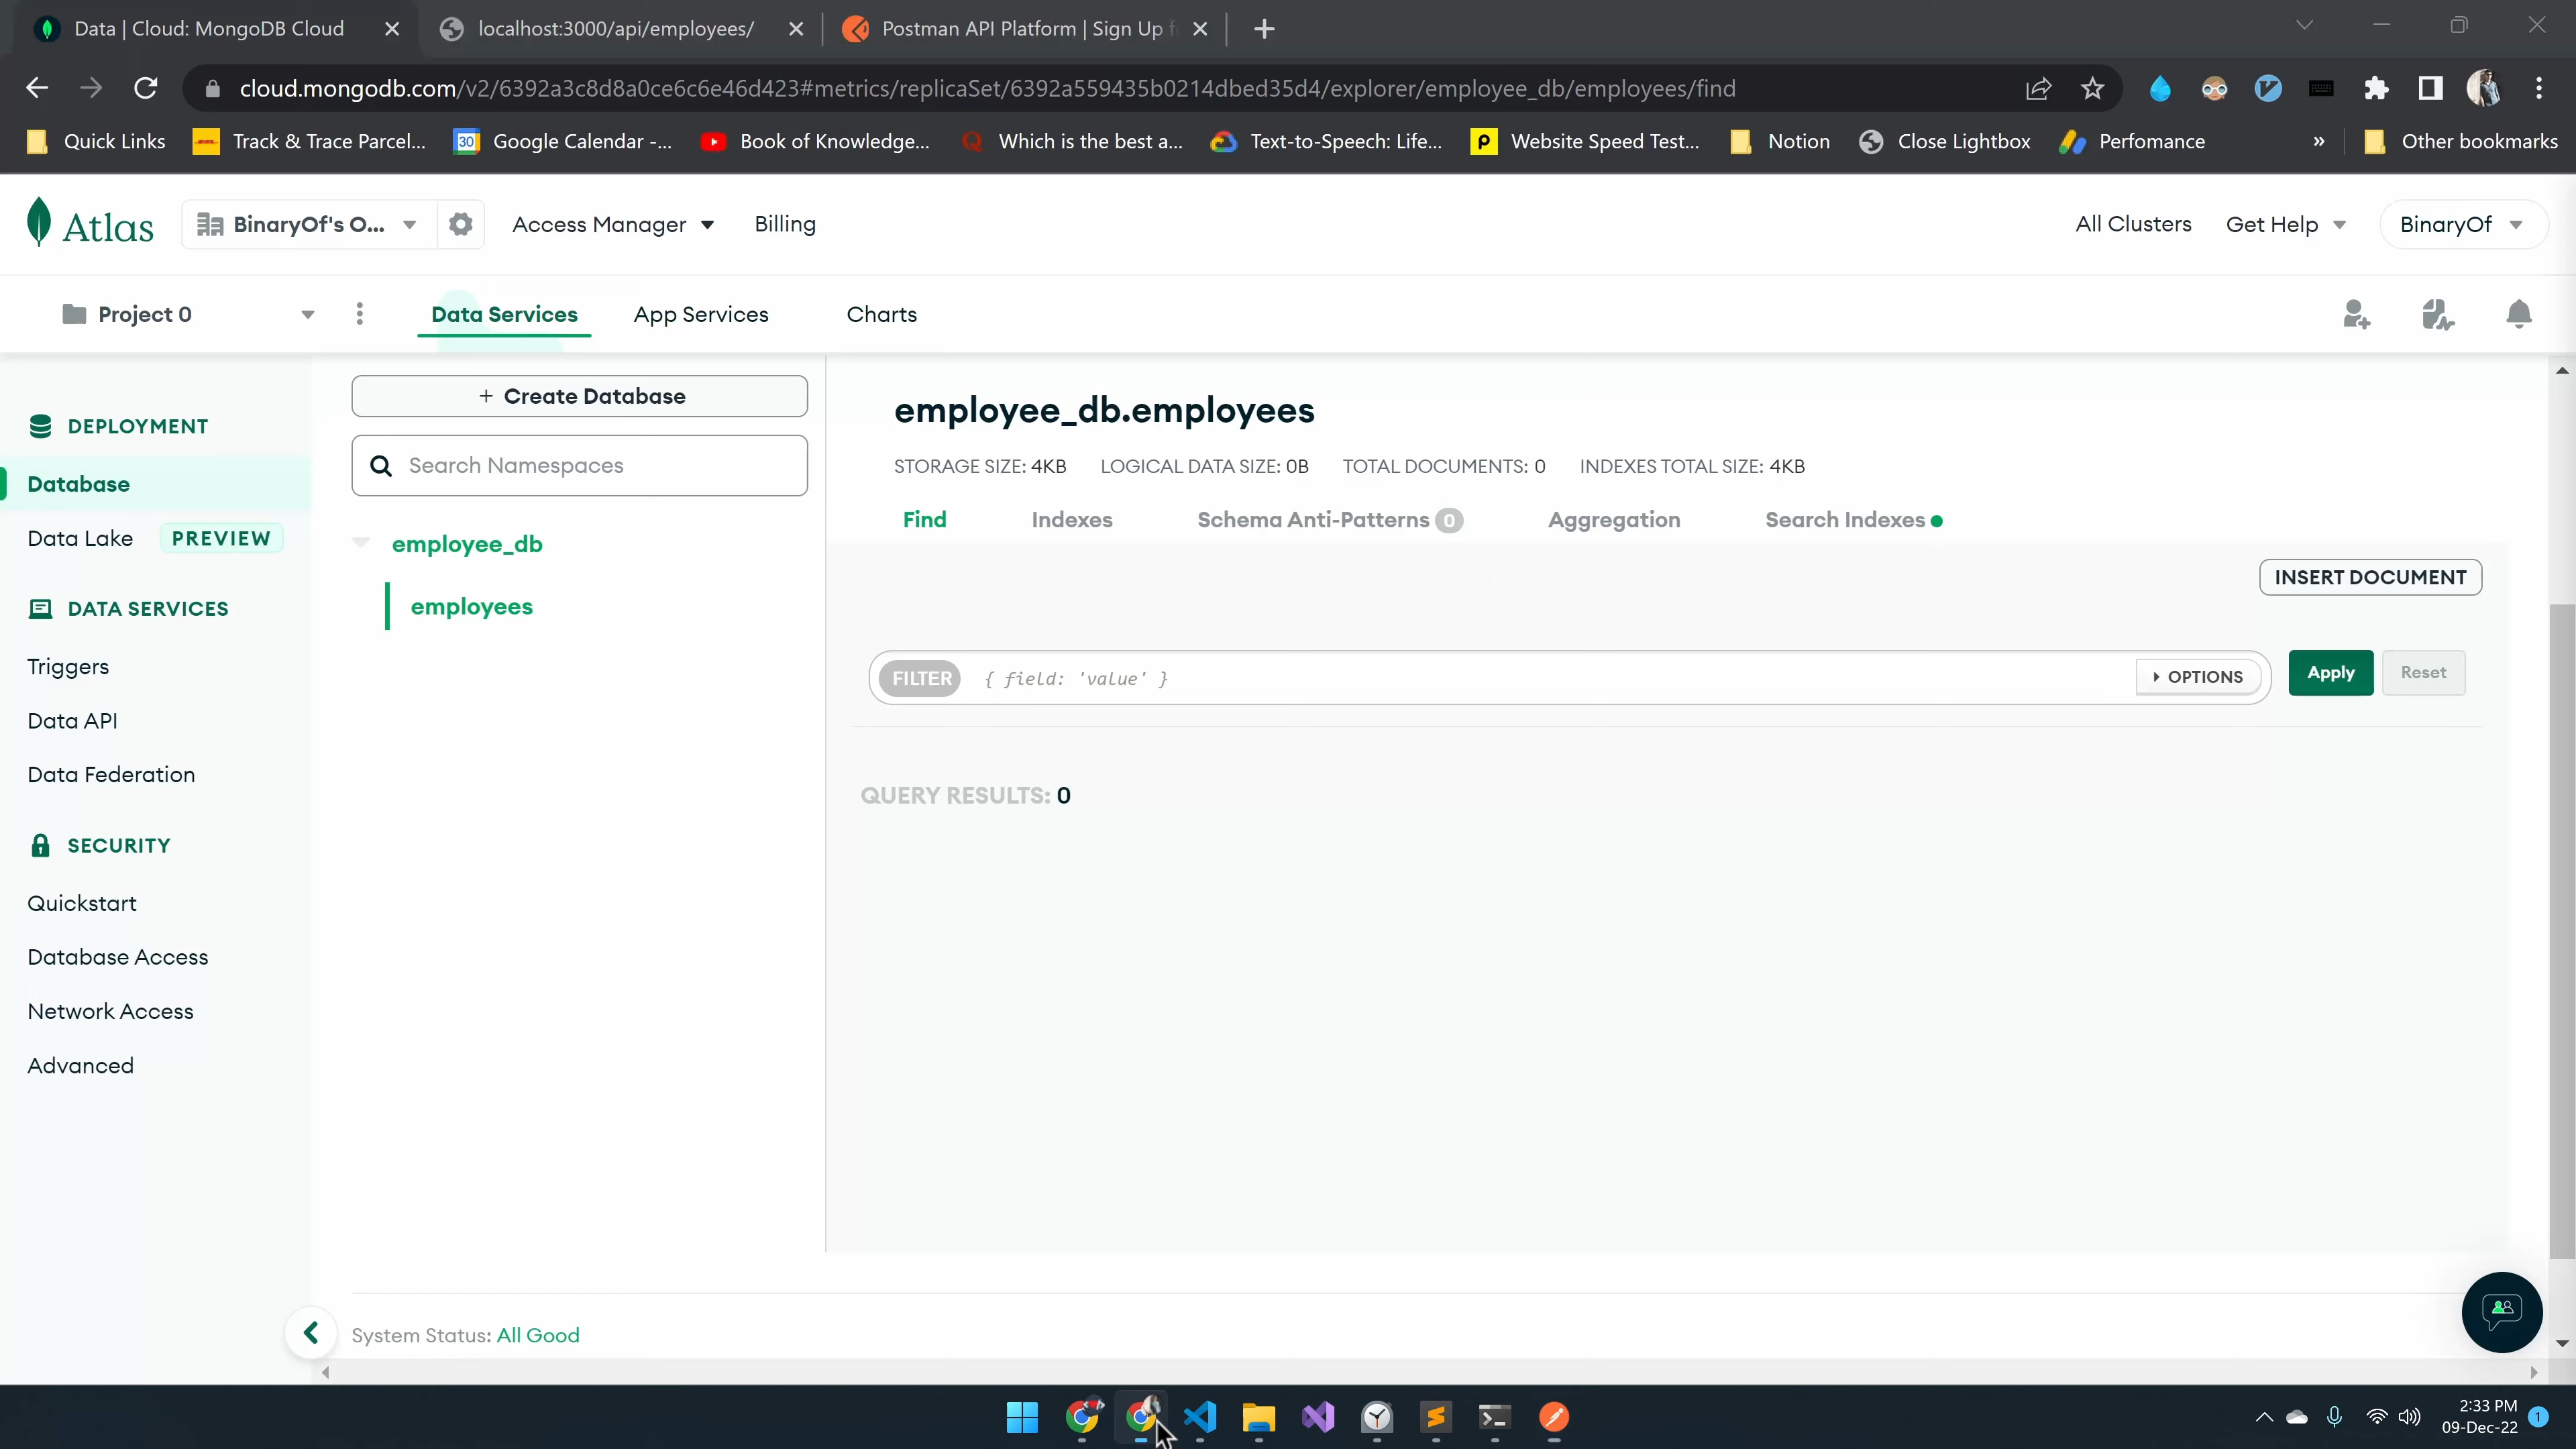 Data | Cloud: MongoDB Cloud
localhost:3000/api/employees/
Postman API Platform | Sign Up f
cloud.mongodb.com/v2/6392a3c8d8a0ce6c6e46d423#metrics/replicaSet/6392a559435b0214dbed35d4/explorer/employee_db/employees/find
Quick Links
Track & Trace Parcel...
Google Calendar -...
Book of Knowledge...
Which is the best a...
Text-to-Speech: Life...
Website Speed Test...
Notion
Close Lightbox
Perfomance
»
Other bookmarks
Atlas
BinaryOf's O...
Access Manager
Billing
All Clusters
Get Help
BinaryOf
Project 0
Data Services
App Services
Charts
DEPLOYMENT
Database
Data Lake PREVIEW
DATA SERVICES
Triggers
Data API
Data Federation
SECURITY
Quickstart
Database Access
Network Access
Advanced
+ Create Database
Search Namespaces
employee_db
employees
employee_db.employees
STORAGE SIZE: 4KB LOGICAL DATA SIZE: 0B TOTAL DOCUMENTS: 0 INDEXES TOTAL SIZE: 4KB
Find
Indexes
Schema Anti-Patterns 0
Aggregation
Search Indexes
INSERT DOCUMENT
FILTER { field: 'value' }
OPTIONS
Apply
Reset
QUERY RESULTS: 0
System Status: All Good
2:33 PM
09-Dec-22
1